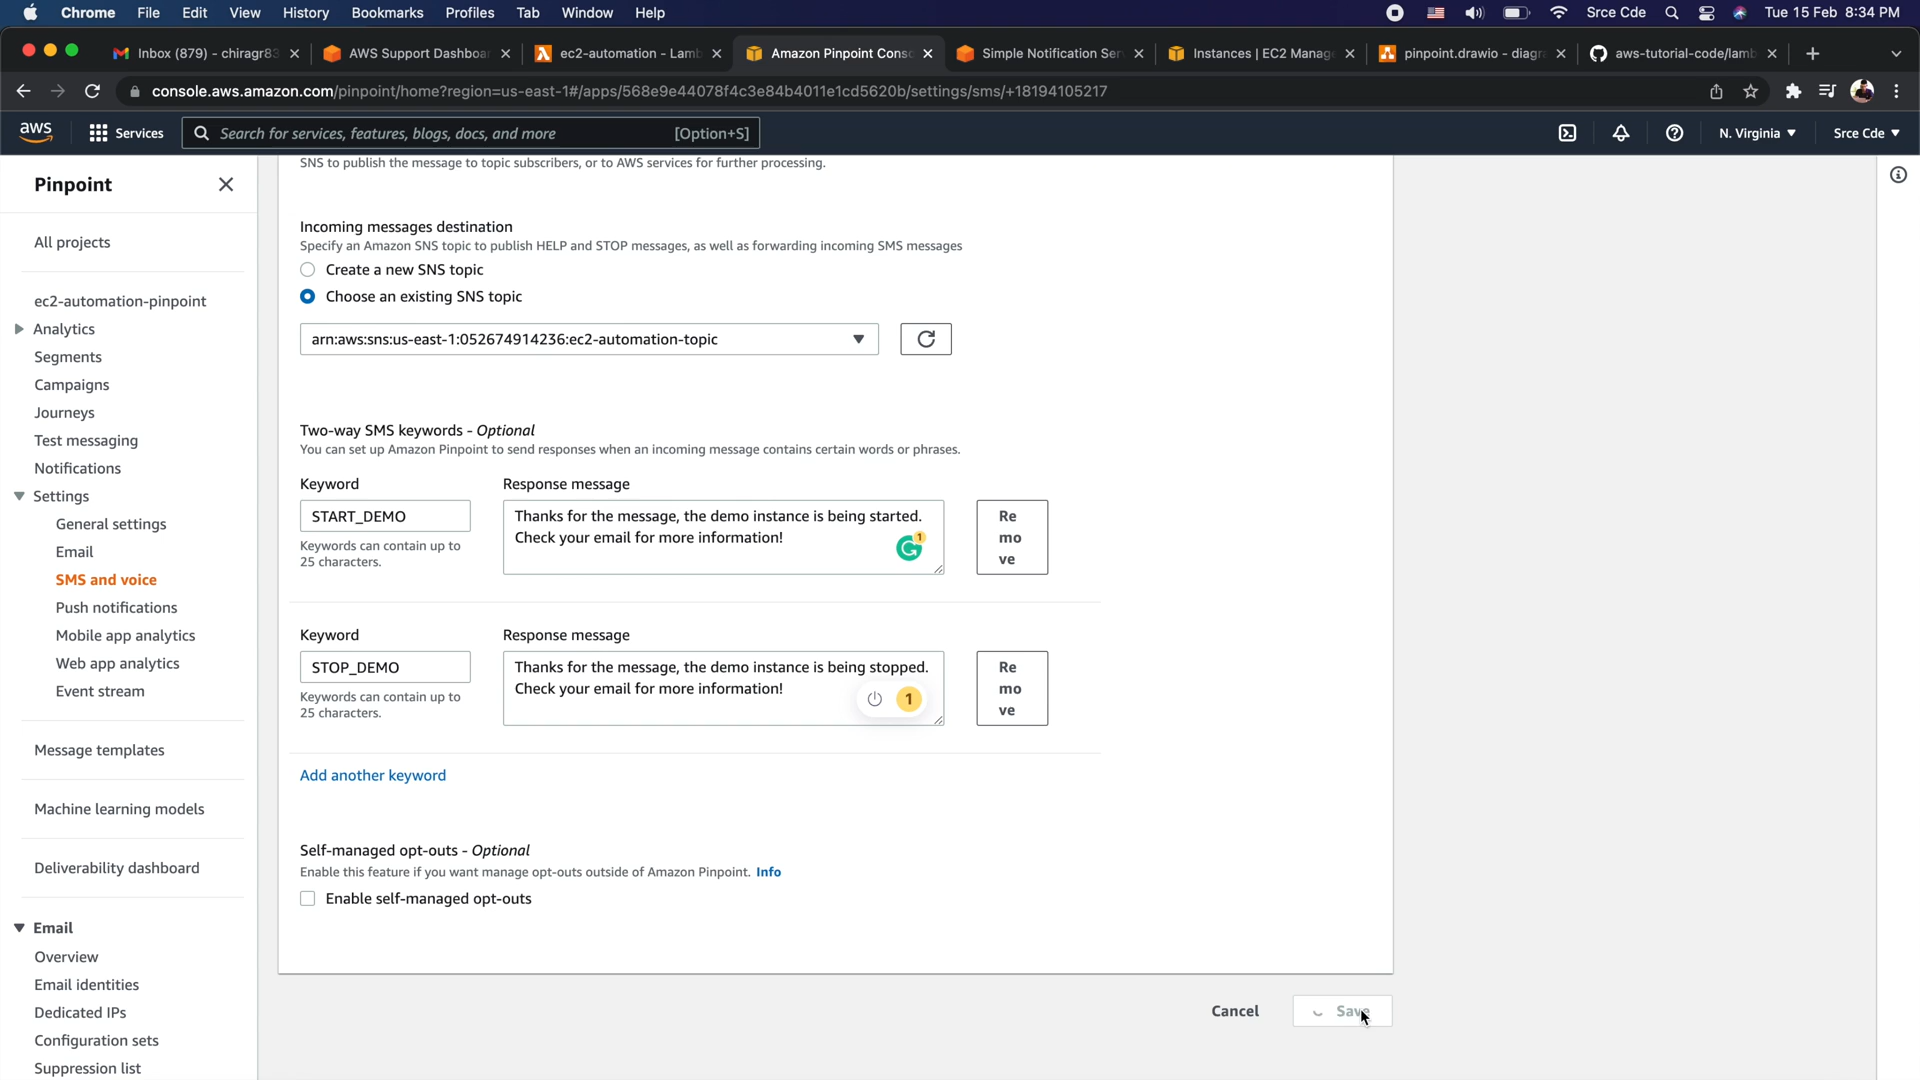 Chrome File Edit View History Bookmarks Profiles Tab Window Help Srce Cde Tue 15 Feb 8:34 PM
Inbox (879) - chiragr83 AWS Support Dashboa ec2-automation - Lamb Amazon Pinpoint Conso Simple Notification Ser Instances | EC2 Manage pinpoint.drawio - diagr aws-tutorial-code/lamb
console.aws.amazon.com/pinpoint/home?region=us-east-1#/apps/568e9e44078f4c3e84b4011e1cd5620b/settings/sms/+18194105217
aws Services Search for services, features, blogs, docs, and more [Option+S] N. Virginia Srce Cde
Pinpoint
All projects
ec2-automation-pinpoint
Analytics
Segments
Campaigns
Journeys
Test messaging
Notifications
Settings
General settings
Email
SMS and voice
Push notifications
Mobile app analytics
Web app analytics
Event stream
Message templates
Machine learning models
Deliverability dashboard
Email
Overview
Email identities
Dedicated IPs
Configuration sets
Suppression list
SNS to publish the message to topic subscribers, or to AWS services for further processing.
Incoming messages destination
Specify an Amazon SNS topic to publish HELP and STOP messages, as well as forwarding incoming SMS messages
Create a new SNS topic
Choose an existing SNS topic
arn:aws:sns:us-east-1:052674914236:ec2-automation-topic
Two-way SMS keywords - Optional
You can set up Amazon Pinpoint to send responses when an incoming message contains certain words or phrases.
Keyword Response message
START_DEMO
Keywords can contain up to
25 characters.
Thanks for the message, the demo instance is being started.
Check your email for more information!
1
Re
mo
ve
Keyword Response message
STOP_DEMO
Keywords can contain up to
25 characters.
Thanks for the message, the demo instance is being stopped.
Check your email for more information!
1
Re
mo
ve
Add another keyword
Self-managed opt-outs - Optional
Enable this feature if you want manage opt-outs outside of Amazon Pinpoint. Info
Enable self-managed opt-outs
Cancel Save